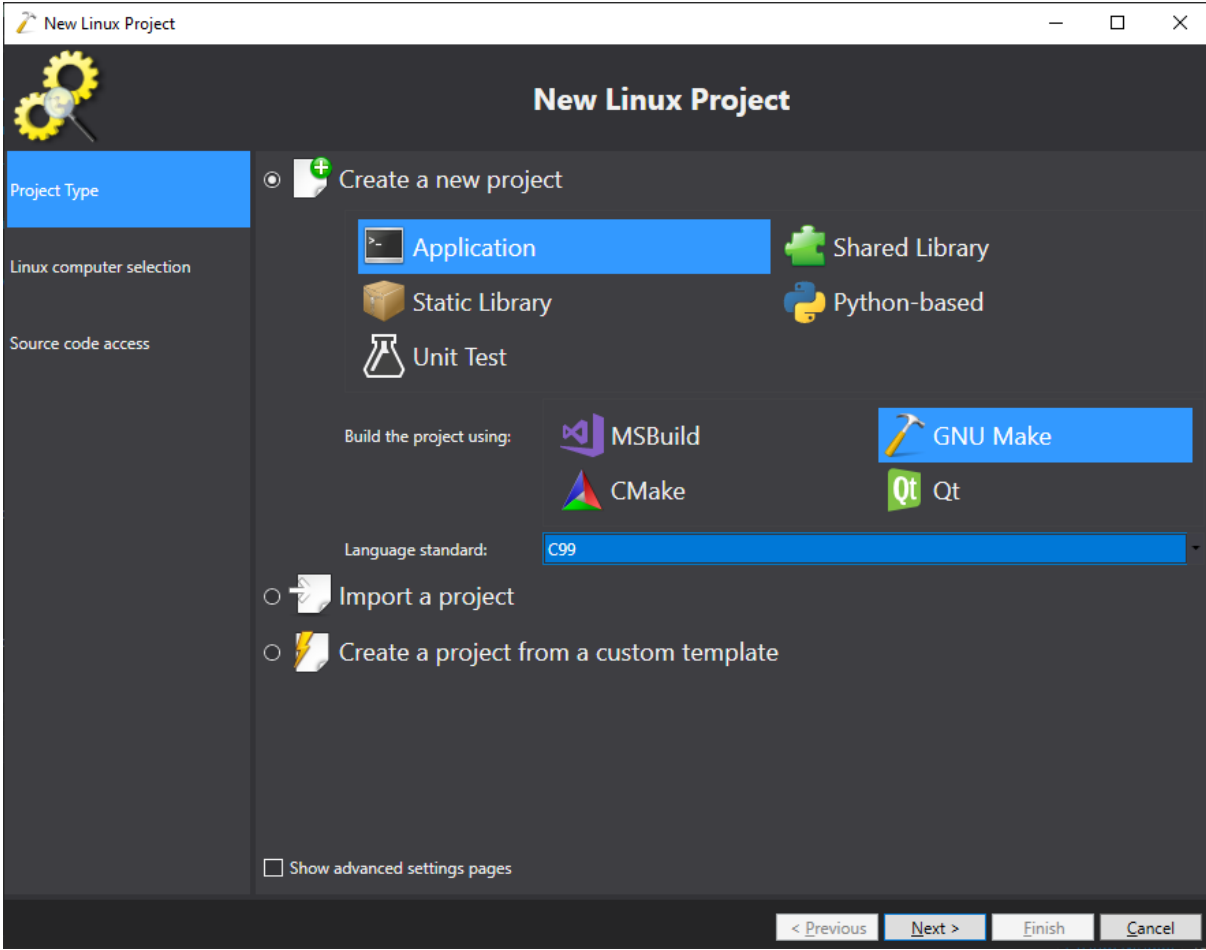 New Linux Project
New Linux Project
Project Type
Linux computer selection
Source code access
Create a new project
Application
Shared Library
Static Library
Python-based
Unit Test
Build the project using:
MSBuild
GNU Make
CMake
Qt Qt
Language standard:
C99
Import a project
Create a project from a custom template
Show advanced settings pages
< Previous
Next >
Finish
Cancel